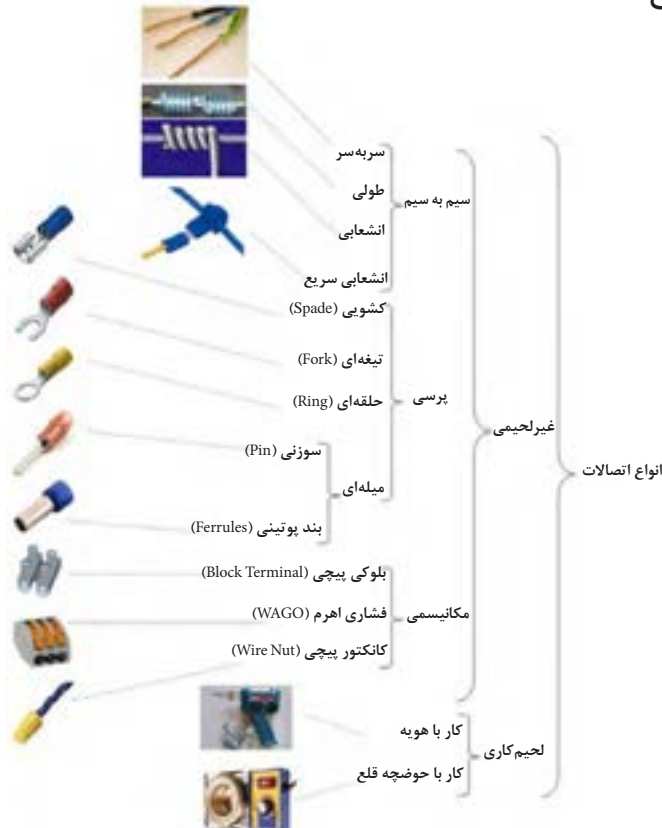 سربه‌سر
طولی
سیم به سیم
انشعابی
انشعابی سریع
کشویی (Spade)
تیغه‌ای (Fork)
پرسی
حلقه‌ای (Ring)
غیرلحیمی
سوزنی (Pin)
انواع اتصالات
میله‌ای
بند پوتینی (Ferrules)
بلوکی پیچی (Block Terminal)
مکانیسمی
فشاری اهرم (WAGO)
کانکتور پیچی (Wire Nut)
کار با هویه
لحیم‌کاری
کار با حوضچه قلع